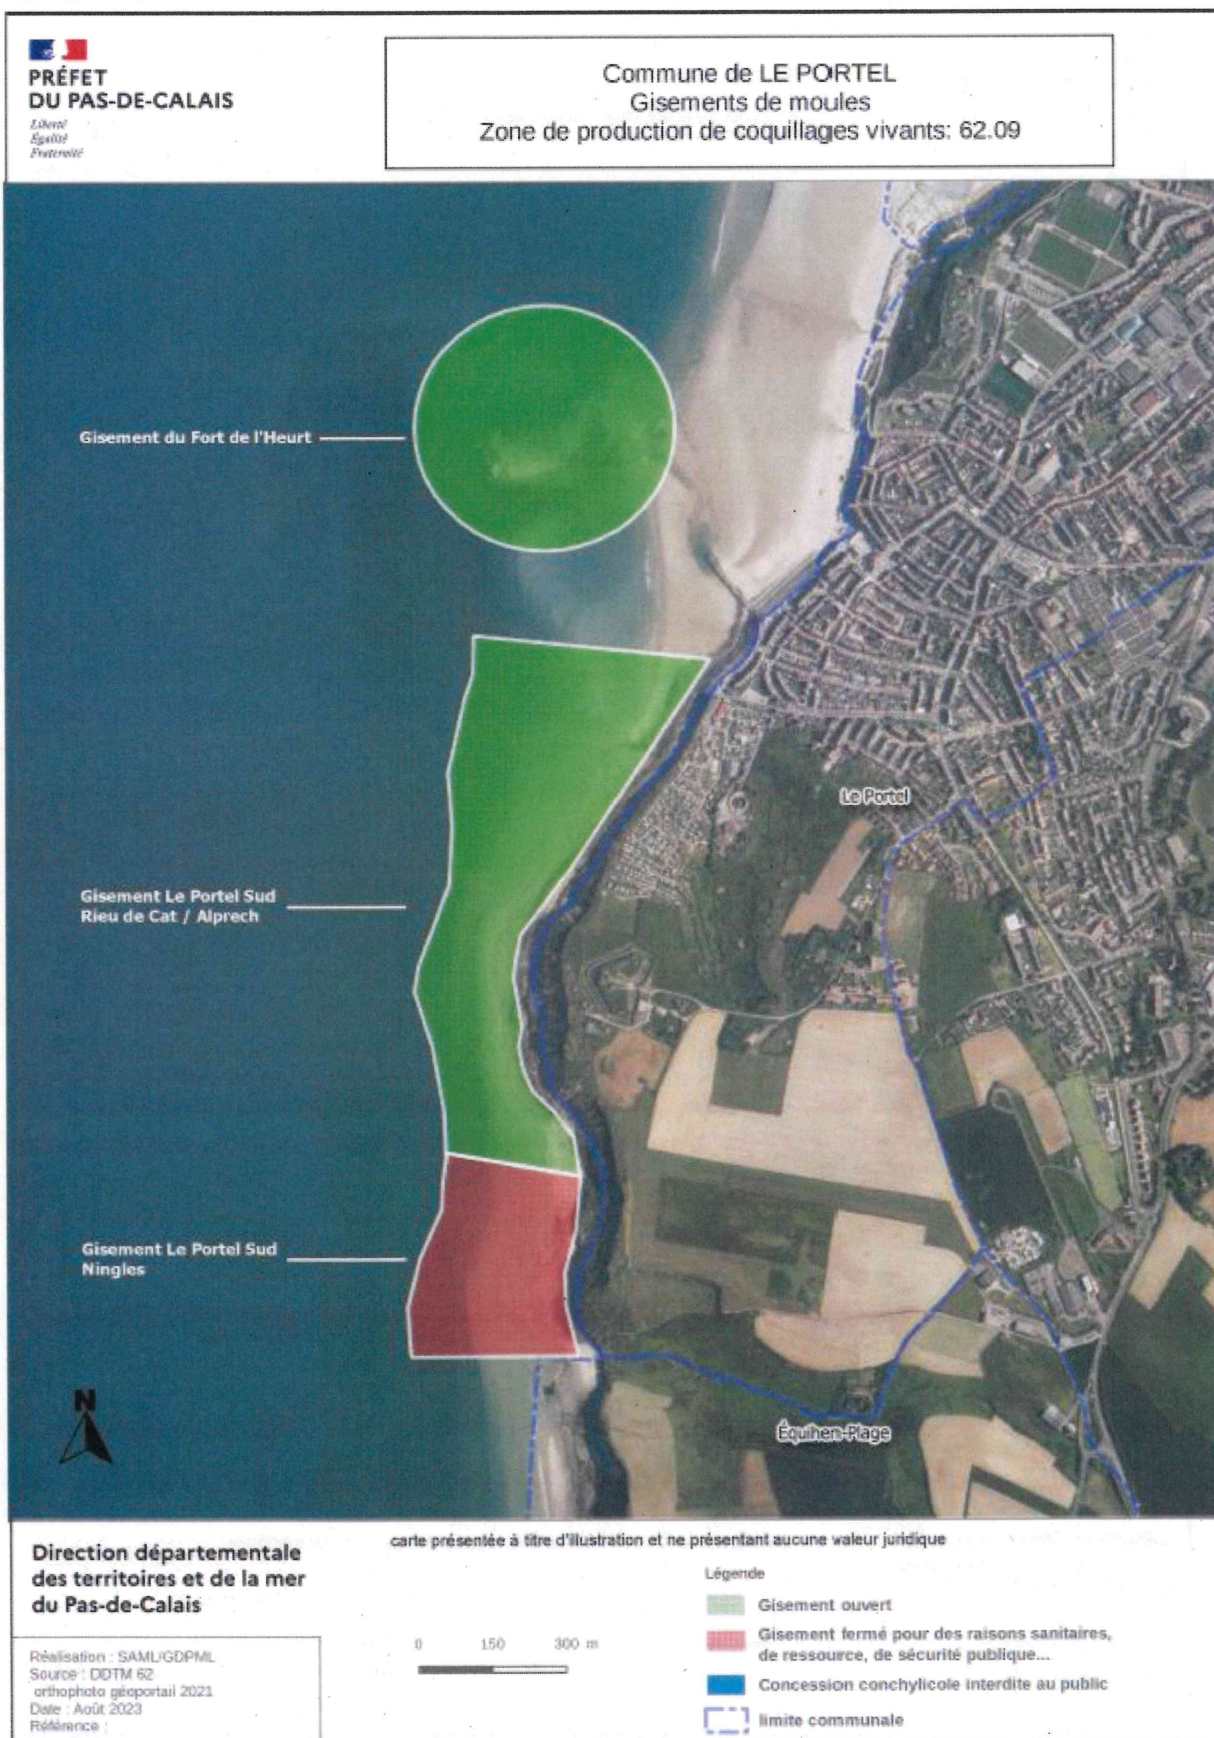 PRÉFET
DU PAS-DE-CALAIS
Liberté
Égalité
Fraternité
Commune de LE PORTEL
Gisements de moules
Zone de production de coquillages vivants: 62.09
Gisement du Fort de l'Heurt
Le Portel
Gisement Le Portel Sud
Rieu de Cat / Alprech
Gisement Le Portel Sud
Ningles
N
Équihen-Plage
carte présentée à titre d'illustration et ne présentant aucune waleur juridique
Direction départementale
des territoires et de la mer
du Pas-de-Calais
Réalisation : SAML/GDPML
Source : DDTM 62
orthophoto géoportail 2021
Date : Août 2023
Référence :
0 150 300 m
Légende
Gisement ouvert
Gisement fermé pour des raisons sanitaires,
de ressource, de sécurité publique...
Concession conchylicole interdite au public
limite communale